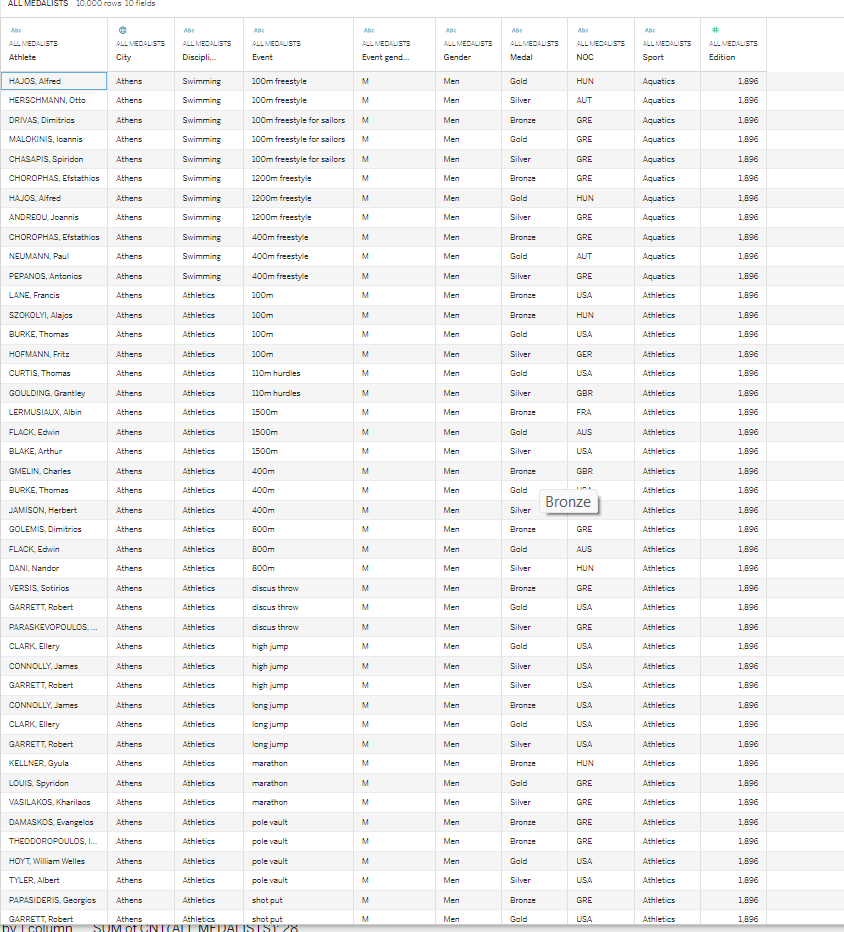 ALL MEDALISTS 10,000 rows 10 fields
Abc Abc Abc Abc Abc Abc Abc Abc #
ALL MEDALISTS ALL MEDALISTS ALL MEDALISTS ALL MEDALISTS ALL MEDALISTS ALL MEDALISTS ALL MEDALISTS ALL MEDALISTS ALL MEDALISTS ALL MEDALISTS
Athlete City Discipli... Event Event gend... Gender Medal NOC Sport Edition
HAJOS, Alfred Athens Swimming 100m freestyle M Men Gold HUN Aquatics 1,896
HERSCHMANN, Otto Athens Swimming 100m freestyle M Men Silver AUT Aquatics 1,896
DRIVAS, Dimitrios Athens Swimming 100m freestyle for sailors M Men Bronze GRE Aquatics 1,896
MALOKINIS, Ioannis Athens Swimming 100m freestyle for sailors M Men Gold GRE Aquatics 1,896
CHASAPIS, Spiridon Athens Swimming 100m freestyle for sailors M Men Silver GRE Aquatics 1,896
CHOROPHAS, Efstathios Athens Swimming 1200m freestyle M Men Bronze GRE Aquatics 1,896
HAJOS, Alfred Athens Swimming 1200m freestyle M Men Gold HUN Aquatics 1,896
ANDREOU, Joannis Athens Swimming 1200m freestyle M Men Silver GRE Aquatics 1,896
CHOROPHAS, Efstathios Athens Swimming 400m freestyle M Men Bronze GRE Aquatics 1,896
NEUMANN, Paul Athens Swimming 400m freestyle M Men Gold AUT Aquatics 1,896
PEPANOS, Antonios Athens Swimming 400m freestyle M Men Silver GRE Aquatics 1,896
LANE, Francis Athens Athletics 100m M Men Bronze USA Athletics 1,896
SZOKOLYI, Alajos Athens Athletics 100m M Men Bronze HUN Athletics 1,896
BURKE, Thomas Athens Athletics 100m M Men Gold USA Athletics 1,896
HOFMANN, Fritz Athens Athletics 100m M Men Silver GER Athletics 1,896
CURTIS, Thomas Athens Athletics 110m hurdles M Men Gold USA Athletics 1,896
GOULDING, Grantley Athens Athletics 110m hurdles M Men Silver GBR Athletics 1,896
LERMUSIAUX, Albin Athens Athletics 1500m M Men Bronze FRA Athletics 1,896
FLACK, Edwin Athens Athletics 1500m M Men Gold AUS Athletics 1,896
BLAKE, Arthur Athens Athletics 1500m M Men Silver USA Athletics 1,896
GMELIN, Charles Athens Athletics 400m M Men Bronze GBR Athletics 1,896
BURKE, Thomas Athens Athletics 400m M Men Gold Athletics 1,896
Bronze
JAMISON, Herbert Athens Athletics 400m M Men Silver Athletics 1,896
GOLEMIS, Dimitrios Athens Athletics 800m M Men Bronze GRE Athletics 1,896
FLACK, Edwin Athens Athletics 800m M Men Gold AUS Athletics 1,896
DANI, Nandor Athens Athletics 800m M Men Silver HUN Athletics 1,896
VERSIS, Sotirios Athens Athletics discus throw M Men Bronze GRE Athletics 1,896
GARRETT, Robert Athens Athletics discus throw M Men Gold USA Athletics 1,896
PARASKEVOPOULOS, ... Athens Athletics discus throw M Men Silver GRE Athletics 1,896
CLARK, Ellery Athens Athletics high jump M Men Gold USA Athletics 1,896
CONNOLLY, James Athens Athletics high jump M Men Silver USA Athletics 1,896
GARRETT, Robert Athens Athletics high jump M Men Silver USA Athletics 1,896
CONNOLLY, James Athens Athletics long jump M Men Bronze USA Athletics 1,896
CLARK, Ellery Athens Athletics long jump M Men Gold USA Athletics 1,896
GARRETT, Robert Athens Athletics long jump M Men Silver USA Athletics 1,896
KELLNER, Gyula Athens Athletics marathon M Men Bronze HUN Athletics 1,896
LOUIS, Spyridon Athens Athletics marathon M Men Gold GRE Athletics 1,896
VASILAKOS, Kharilaos Athens Athletics marathon M Men Silver GRE Athletics 1,896
DAMASKOS, Evangelos Athens Athletics pole vault M Men Bronze GRE Athletics 1,896
THEODOROPOULOS, I... Athens Athletics pole vault M Men Bronze GRE Athletics 1,896
HOYT, William Welles Athens Athletics pole vault M Men Gold USA Athletics 1,896
TYLER, Albert Athens Athletics pole vault M Men Silver USA Athletics 1,896
PAPASIDERIS, Georgios Athens Athletics shot put M Men Bronze GRE Athletics 1,896
GARRETT, Robert Athens Athletics shot put M Men Gold USA Athletics 1,896
by 1 column SUM of CNT(ALL MEDALISTS): 28